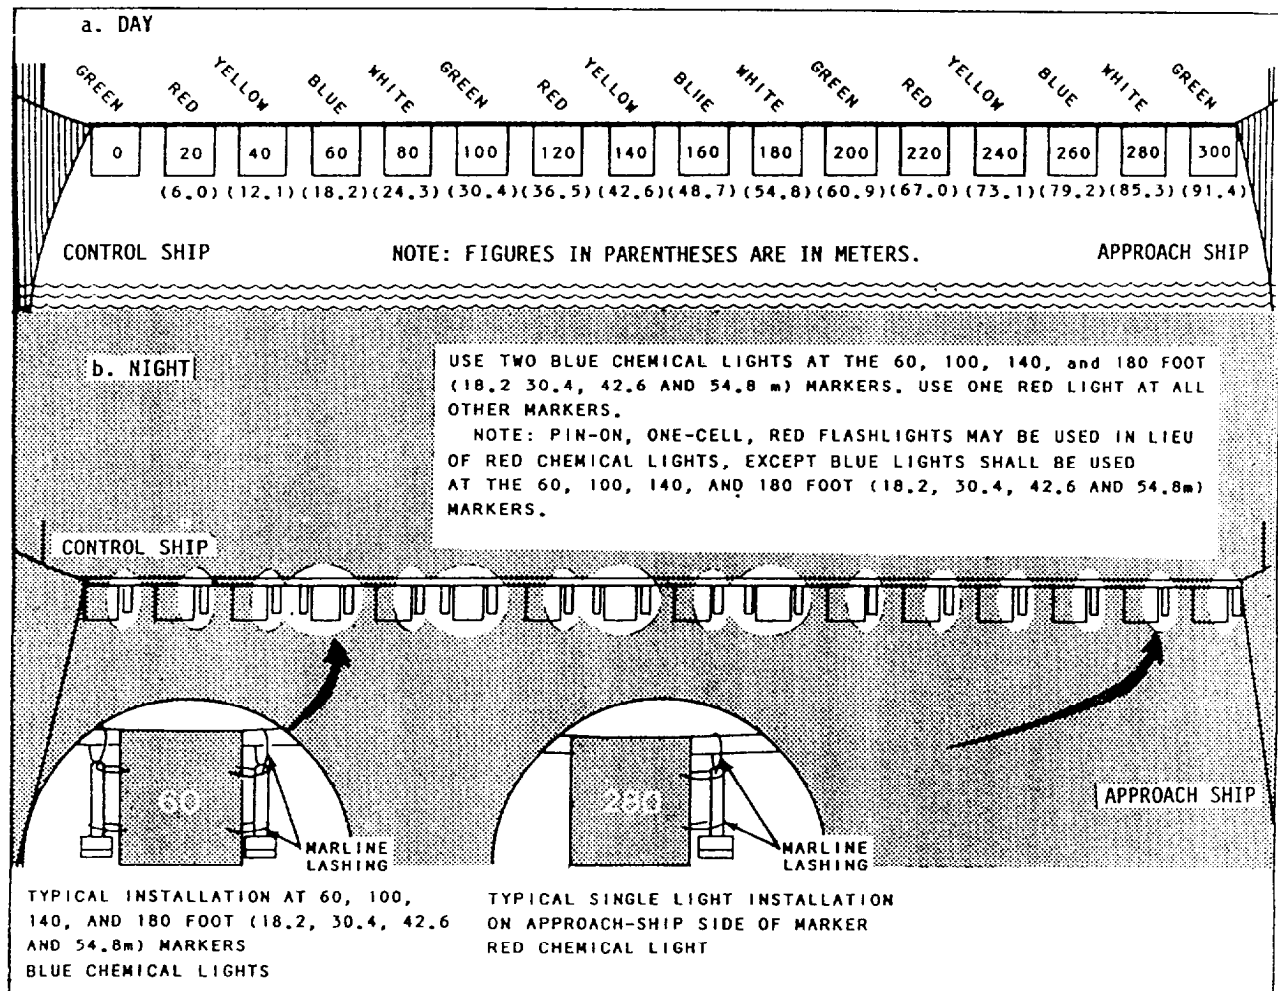 a. DAY
GREEN RED YELLOW BLUE WHITE GREEN RED YELLOW BLUE WHITE GREEN RED YELLOW BLUE WHITE GREEN
0 20 40 60 80 100 120 140 160 180 200 220 240 260 280 300
(6.0) (12.1) (18.2) (24.3) (30.4) (36.5) (42.6) (48.7) (54.8) (60.9) (67.0) (73.1) (79.2) (85.3) (91.4)
CONTROL SHIP NOTE: FIGURES IN PARENTHESES ARE IN METERS. APPROACH SHIP
b. NIGHT
USE TWO BLUE CHEMICAL LIGHTS AT THE 60, 100, 140, and 180 FOOT
(18.2 30.4, 42.6 AND 54.8 m) MARKERS. USE ONE RED LIGHT AT ALL
OTHER MARKERS.
NOTE: PIN-ON, ONE-CELL, RED FLASHLIGHTS MAY BE USED IN LIEU
OF RED CHEMICAL LIGHTS, EXCEPT BLUE LIGHTS SHALL BE USED
AT THE 60, 100, 140, AND 180 FOOT (18.2, 30.4, 42.6 AND 54.8m)
MARKERS.
CONTROL SHIP
APPROACH SHIP
60
MARLINE
LASHING
280
MARLINE
LASHING
TYPICAL INSTALLATION AT 60, 100,
140, AND 180 FOOT (18.2, 30.4, 42.6
AND 54.8m) MARKERS
BLUE CHEMICAL LIGHTS
TYPICAL SINGLE LIGHT INSTALLATION
ON APPROACH-SHIP SIDE OF MARKER
RED CHEMICAL LIGHT